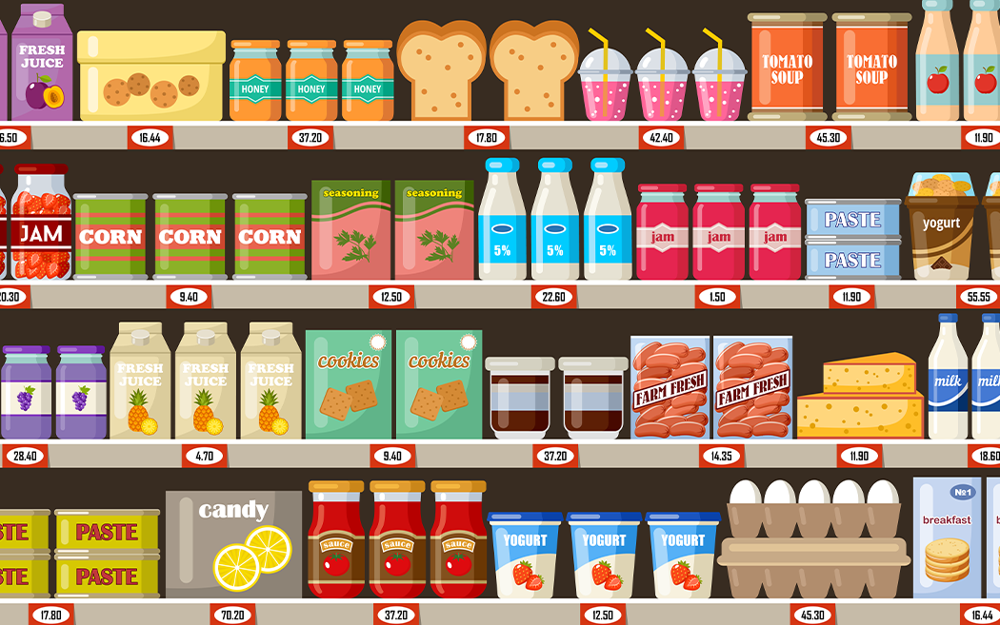 FRESH
JUICE
HONEY
HONEY
HONEY
TOMATO
SOUP
TOMATO
SOUP
6.50
16.44
37.20
17.80
42.40
45.30
11.90
JAM
CORN
CORN
CORN
seasoning
seasoning
5%
5%
5%
jam
jam
jam
PASTE
PASTE
yogurt
20.30
9.40
12.50
22.60
1.50
11.90
55.55
FRESH
JUICE
FRESH
JUICE
FRESH
JUICE
cookies
cookies
FARM FRESH
FARM FRESH
milk
mil
28.40
4.70
9.40
37.20
14.35
11.90
18.60
STE
STE
PASTE
PASTE
candy
sauce
sauce
sauce
YOGURT
YOGURT
YOGURT
№1
breakfast
b
17.80
70.20
37.20
12.50
45.30
16.44